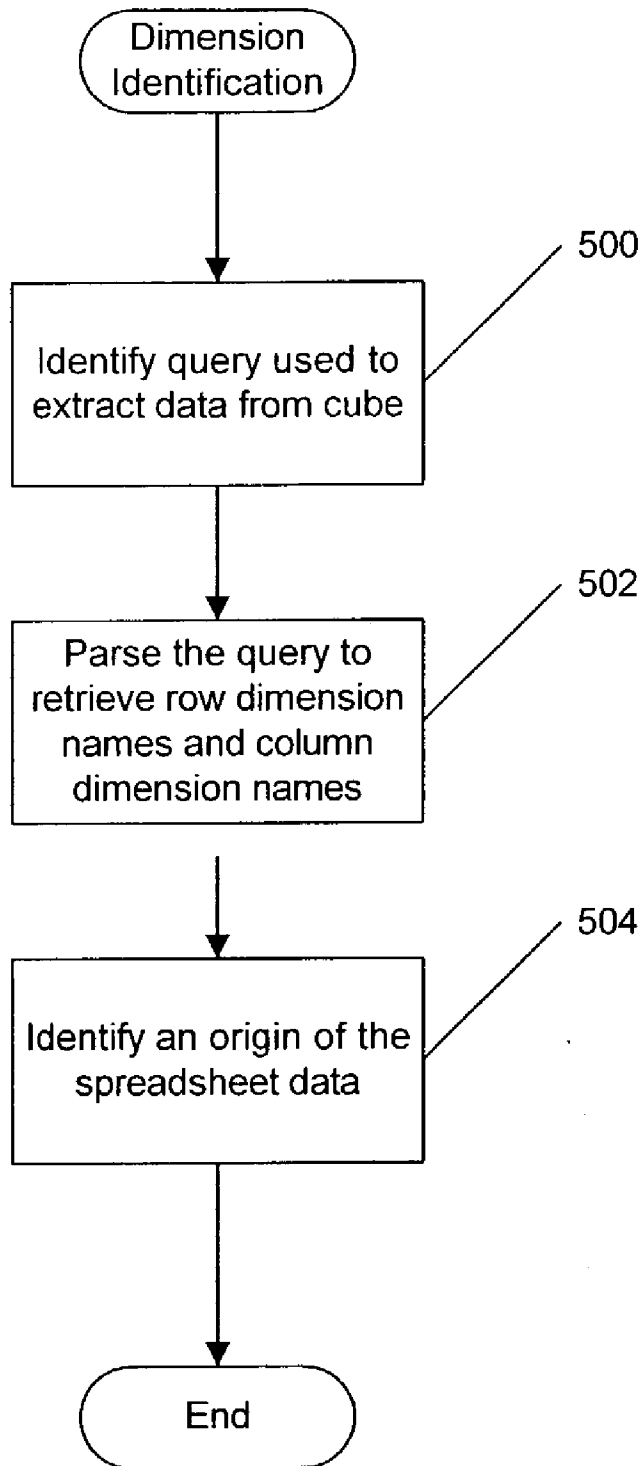 Dimension
Identification
500
Identify query used to
extract data from cube
502
Parse the query to
retrieve row dimension
names and column
dimension names
504
Identify an origin of the
spreadsheet data
End